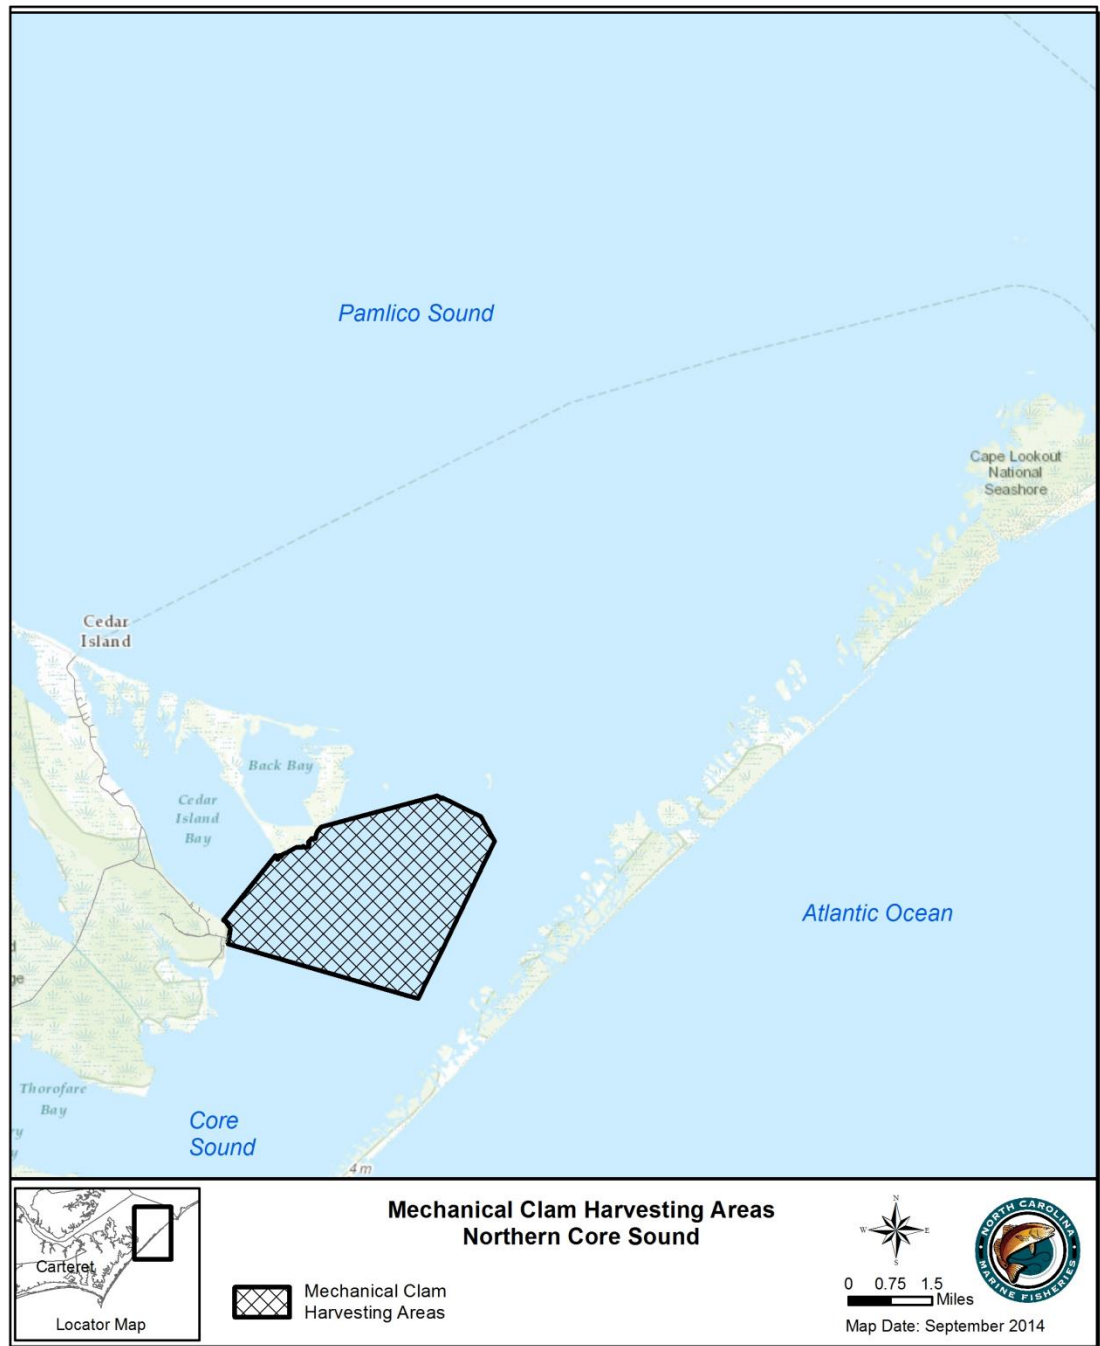 Pamlico Sound
Cape Lookout
National
Seashore
Cedar
Island
Back Bay
Cedar
Island
Bay
Atlantic Ocean
Thorofare
Bay
Core
Sound
4 m
Mechanical Clam Harvesting Areas
Northern Core Sound
Carteret
Locator Map
Mechanical Clam
Harvesting Areas
N
W
E
S
0 0.75 1.5
Miles
Map Date: September 2014
NORTH CAROLINA
MARINE FISHERIES